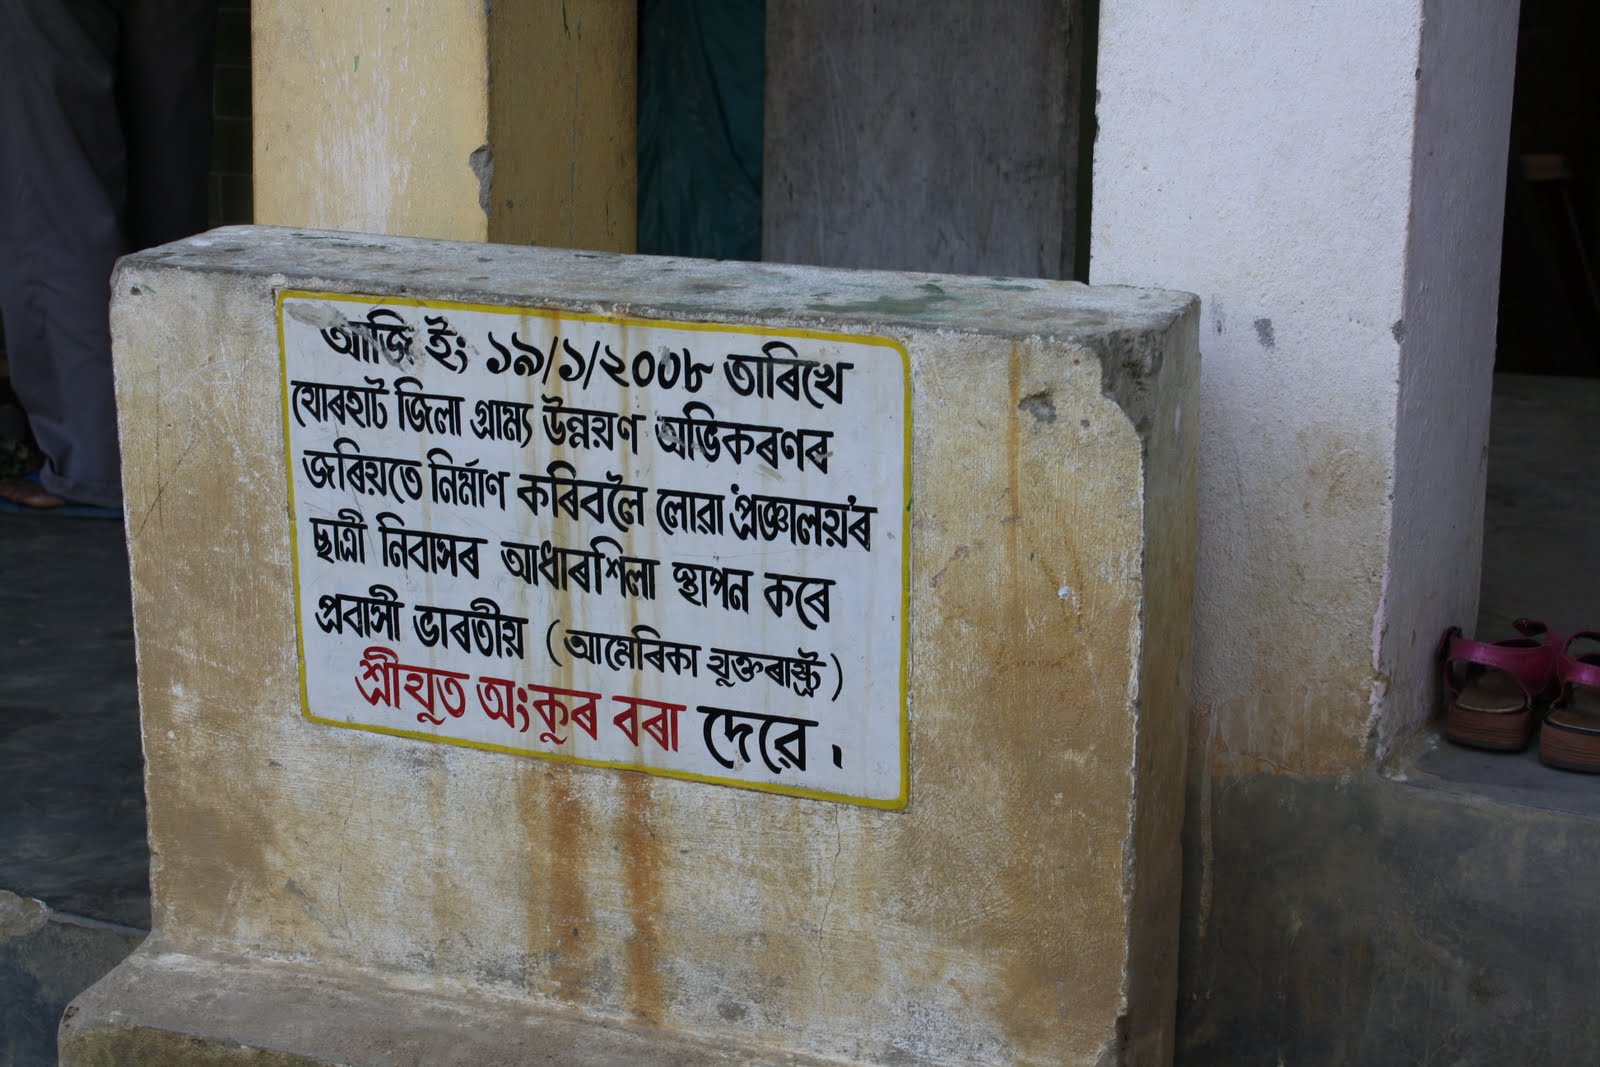 আজি ইং ১৯/১/২০০৮ তাৰিখে
যোৰহাট জিলা গ্ৰাম্য উন্নয়ণ অভিকৰণৰ
জৰিয়তে নিৰ্মাণ কৰিবলৈ লোৱা 'প্ৰজ্ঞালয়'ৰ
ছাত্ৰী নিবাসৰ আধাৰশিলা স্থাপন কৰে
প্ৰবাসী ভাৰতীয় (আমেৰিকা যুক্তৰাষ্ট্ৰ)
শ্ৰীযুত অংকুৰ বৰা দেৱে .